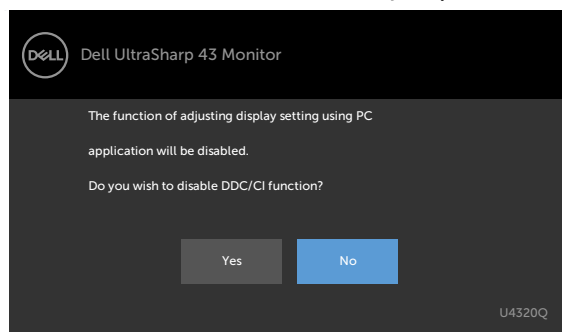 DELL
Dell UltraSharp 43 Monitor
The function of adjusting display setting using PC
application will be disabled.
Do you wish to disable DDC/CI function?
Yes
No
U4320Q